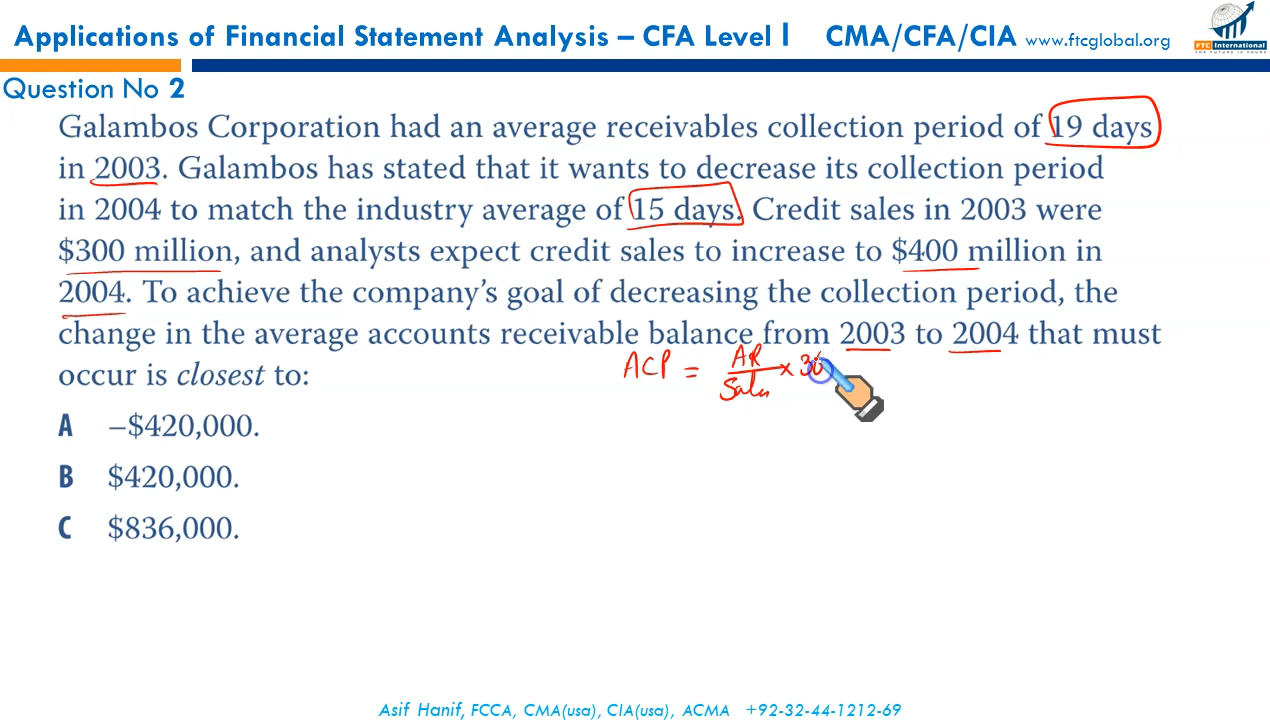 Applications of Financial Statement Analysis – CFA Level I CMA/CFA/CIA www.ftcglobal.org
FTC International
Question No 2
Galambos Corporation had an average receivables collection period of 19 days
in 2003. Galambos has stated that it wants to decrease its collection period
in 2004 to match the industry average of 15 days. Credit sales in 2003 were
$300 million, and analysts expect credit sales to increase to $400 million in
2004. To achieve the company’s goal of decreasing the collection period, the
change in the average accounts receivable balance from 2003 to 2004 that must
occur is closest to:
ACP = AR × 36
Sales
A –$420,000.
B $420,000.
C $836,000.
Asif Hanif, FCCA, CMA(usa), CIA(usa), ACMA +92-32-44-1212-69